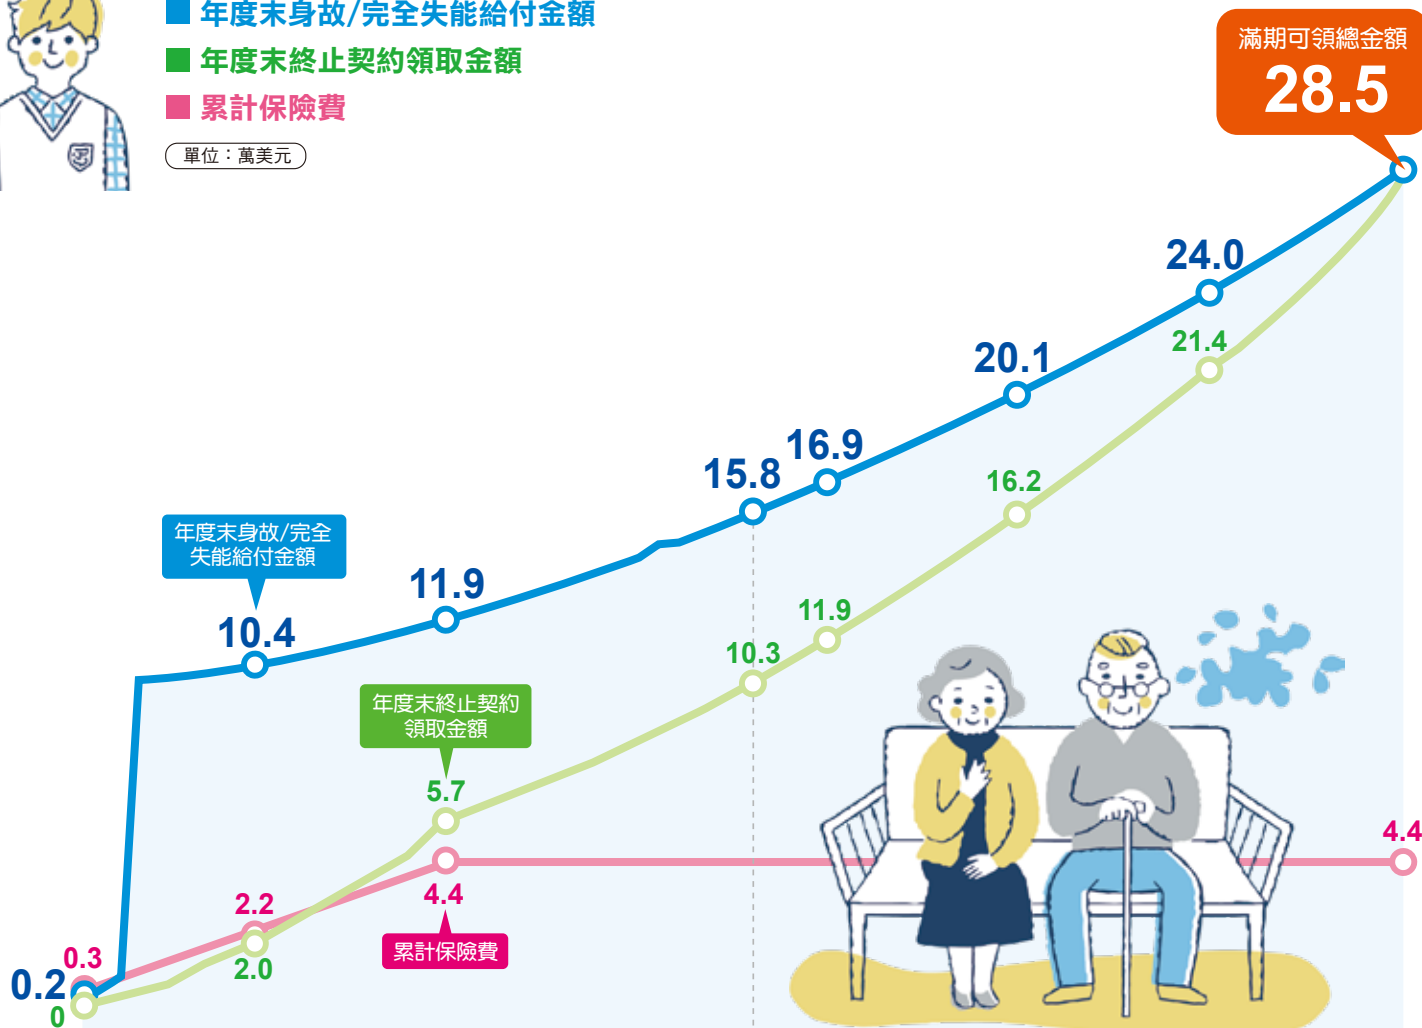 年度末身故/完全失能給付金額
年度末終止契約領取金額
累計保險費
單位：萬美元
滿期可領總金額
28.5
24.0
21.4
20.1
16.2
16.9
15.8
11.9
10.3
年度末身故/完全
失能給付金額
11.9
10.4
年度末終止契約
領取金額
5.7
4.4
4.4
累計保險費
2.2
2.0
0.3
0.2
0